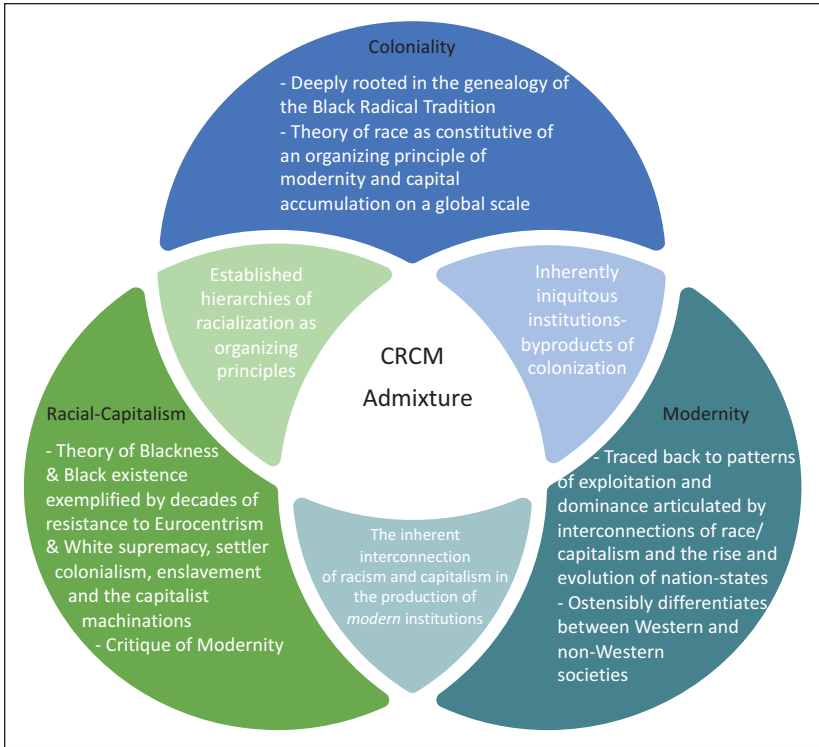 Coloniality
- Deeply rooted in the genealogy of
the Black Radical Tradition
- Theory of race as constitutive of
an organizing principle of
modernity and capital
accumulation on a global scale
Established
hierarchies of
racialization as
organizing
principles
Inherently
iniquitous
institutions-
byproducts of
colonization
CRCM
Admixture
Racial-Capitalism
- Theory of Blackness
& Black existence
exemplified by decades of
resistance to Eurocentrism
& White supremacy, settler
colonialism, enslavement
and the capitalist
machinations
- Critique of Modernity
Modernity
- Traced back to patterns
of exploitation and
dominance articulated by
interconnections of race/
capitalism and the rise and
evolution of nation-states
- Ostensibly differentiates
between Western and
non-Western
societies
The inherent
interconnection
of racism and capitalism in
the production of
modern institutions